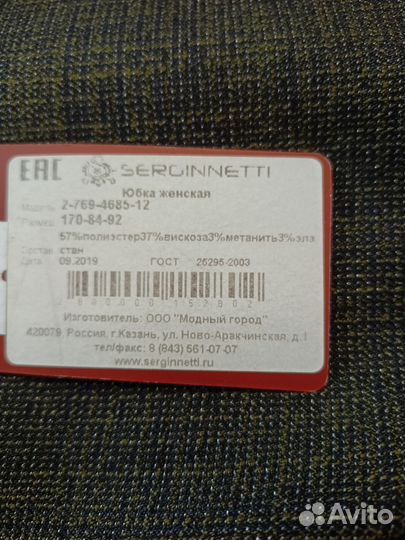 EAC SERGINNETTI
Юбка женская
Модель 2-769-4685-12
Размер 170-84-92
57%полиэстер37%вискоза3%метанить3%эла
Состав стан
Дата 09.2019 ГОСТ 25295-2003
Изготовитель: ООО "Модный город"
420079, Россия, г.Казань, ул. Ново-Аракчинская, д.1
тел/факс: 8 (843) 561-07-07
www.serginnetti.ru
Avito